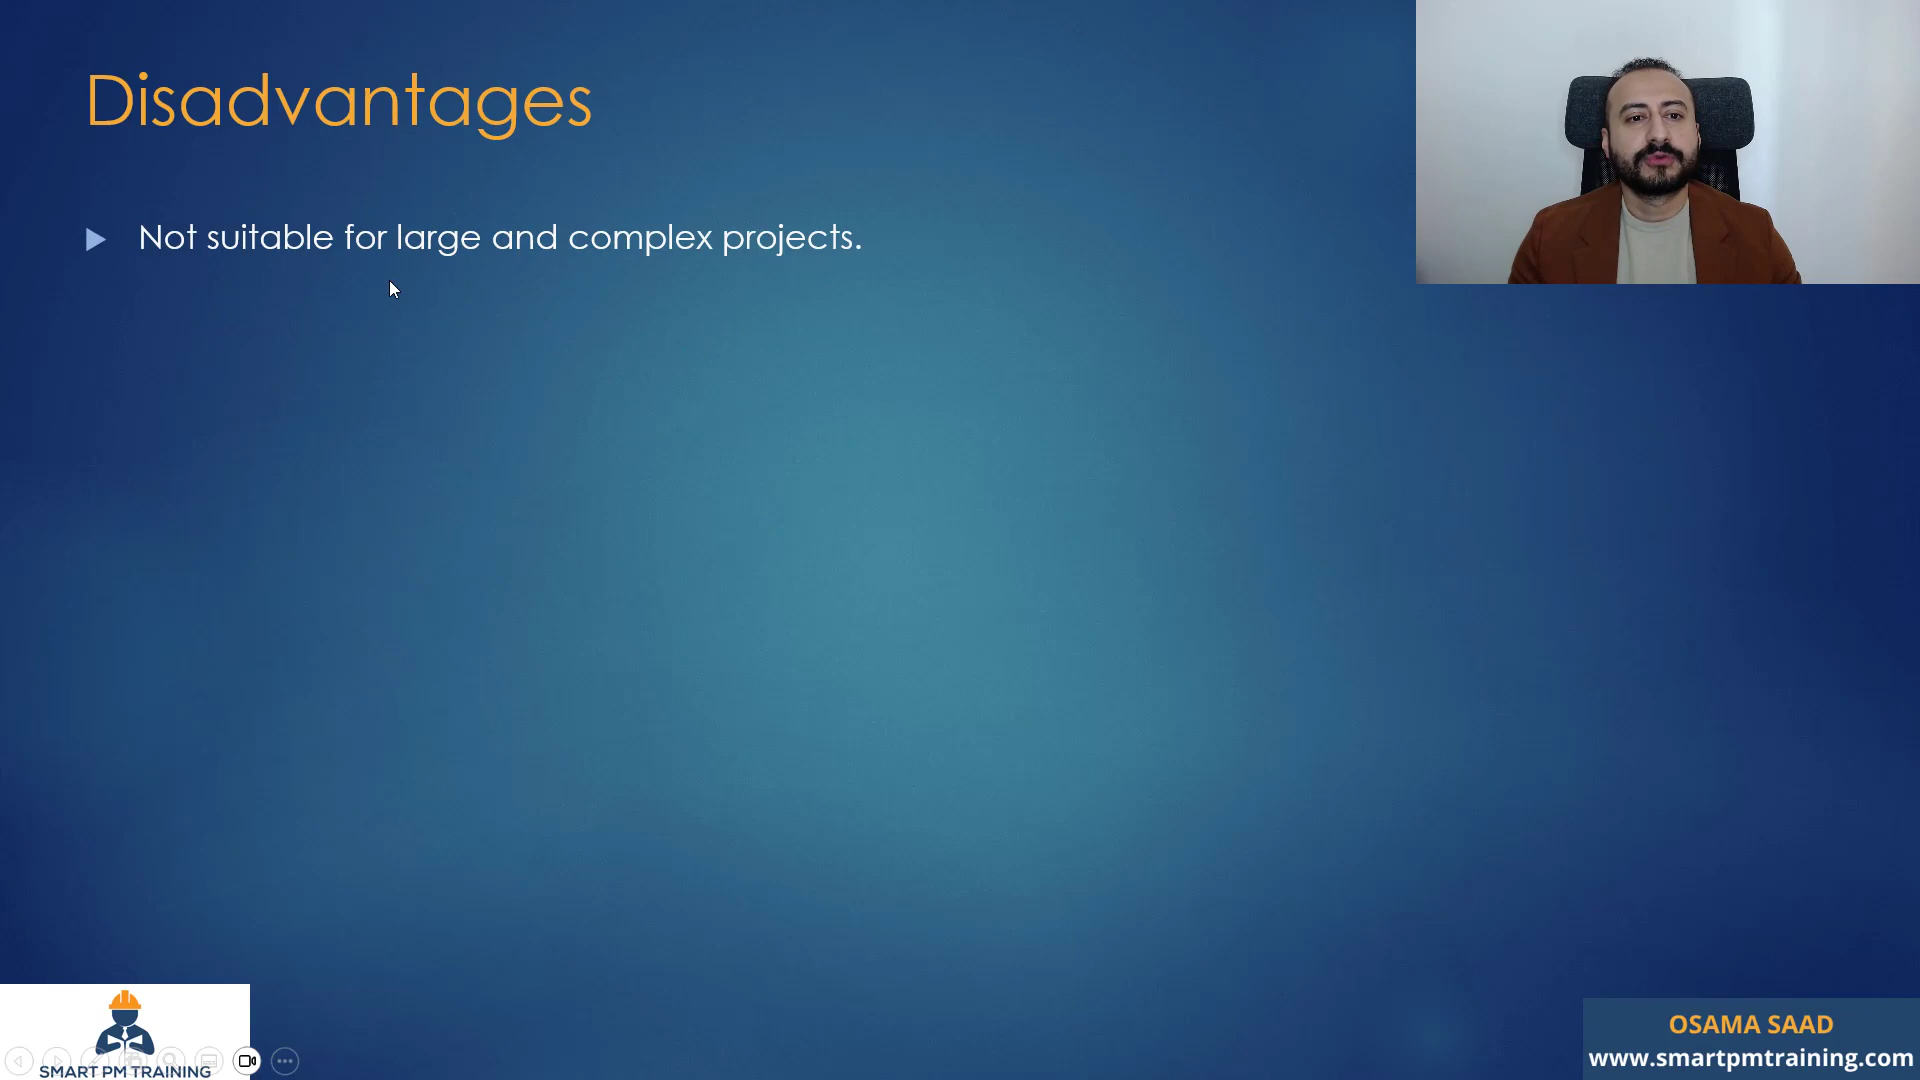 Disadvantages
Not suitable for large and complex projects.
SMART PM TRAINING
OSAMA SAAD
www.smartpmtraining.com